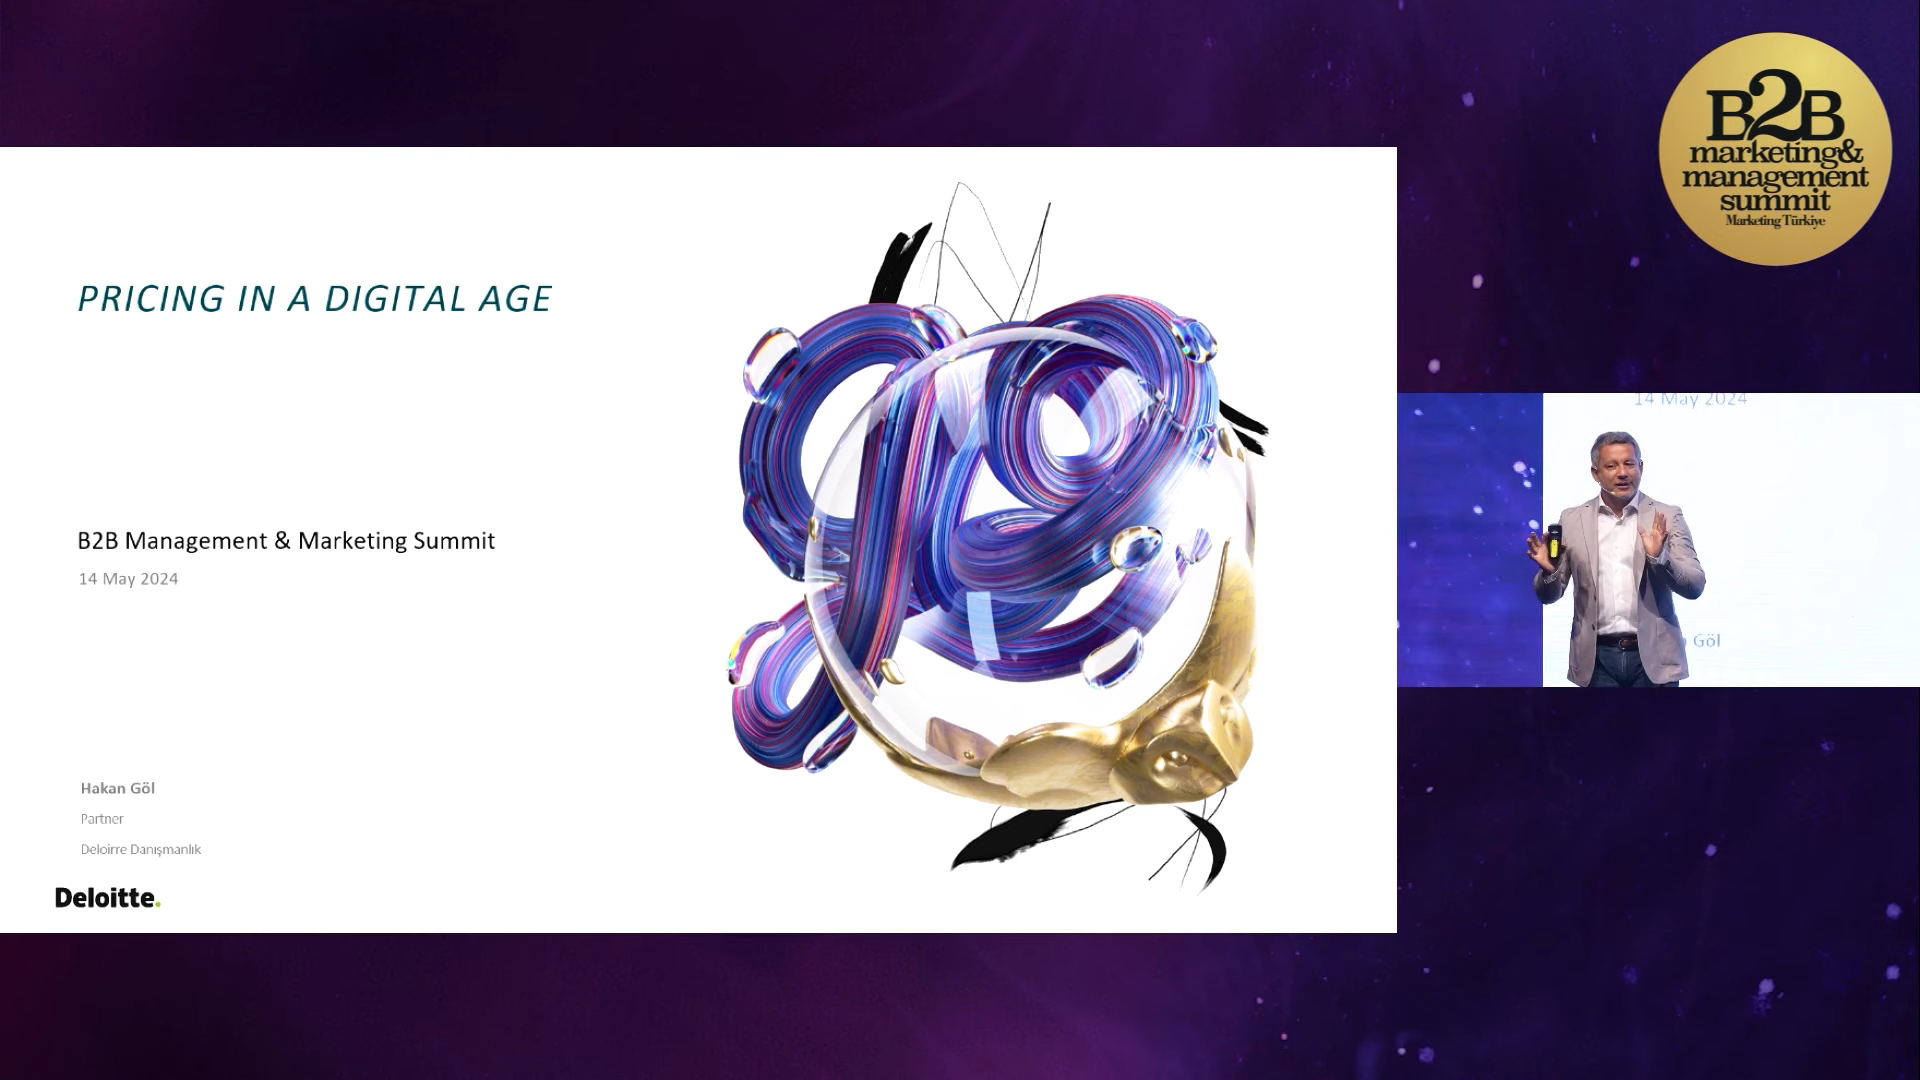 PRICING IN A DIGITAL AGE
B2B Management & Marketing Summit
14 May 2024
Hakan Göl
Partner
Deloirre Danışmanlık
Deloitte.
B2B
marketing&
management
summit
Marketing Türkiye
14 May 2024
Göl